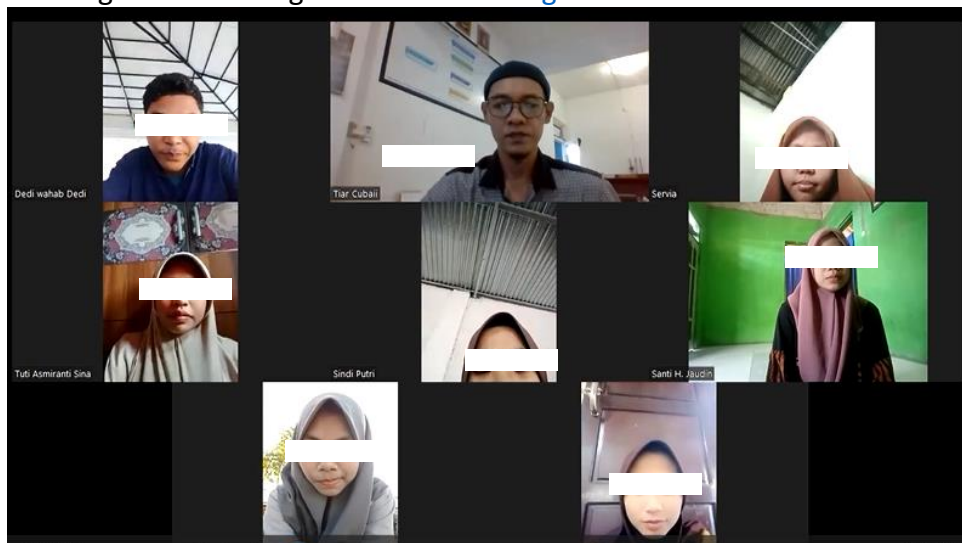 Dedi wahab Dedi
Tiar Cubaii
Servia
Tuti Asmiranti Sina
Sindi Putri
Santi H. Jaudin